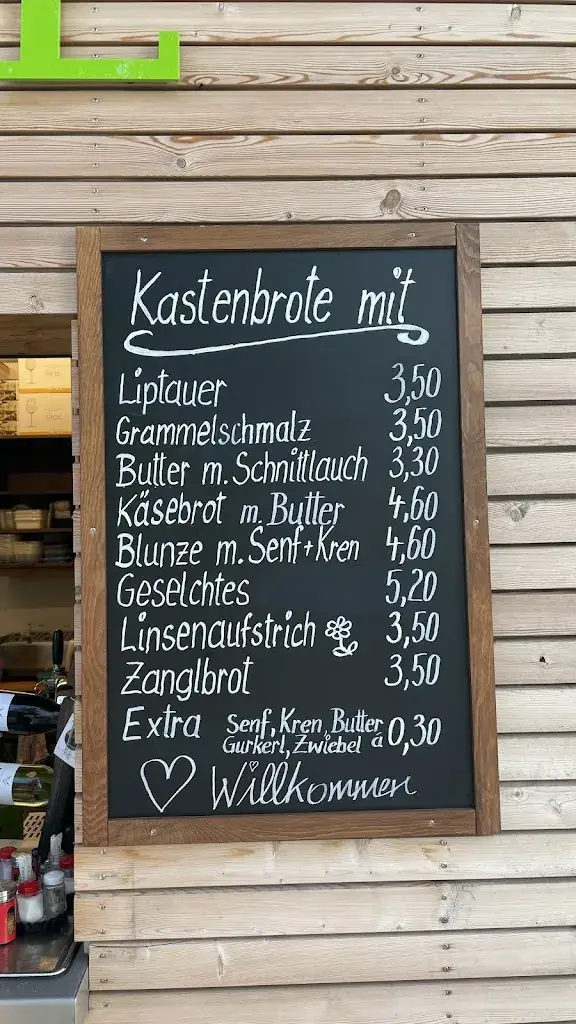 Kastenbrote mit
Liptauer 3,50
Grammelschmalz 3,50
Butter m. Schnittlauch 3,30
Käsebrot m. Butter 4,60
Blunze m. Senf+Kren 4,60
Geselchtes 5,20
Linsenaufstrich 3,50
Zanglbrot 3,50
Extra Senf, Kren, Butter
Gurkerl, Zwiebel á 0,30
Willkommen